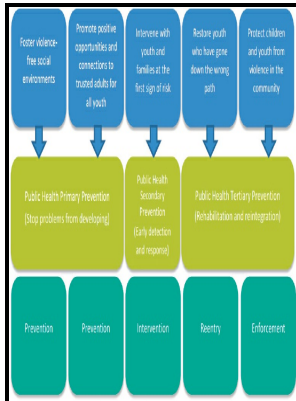 Foster violence-
free social
environments
Promote positive
opportunities and
connections to
trusted adults for
all youth
Intervene with
youth and
families at the
first sign of risk
Restore youth
who have gone
down the wrong
path
Protect children
and youth from
violence in the
community
Public Health Primary Prevention
(Stop problems from developing)
Public Health
Secondary
Prevention
(Early detection
and response)
Public Health Tertiary Prevention
(Rehabilitation and reintegration)
Prevention
Prevention
Intervention
Reentry
Enforcement